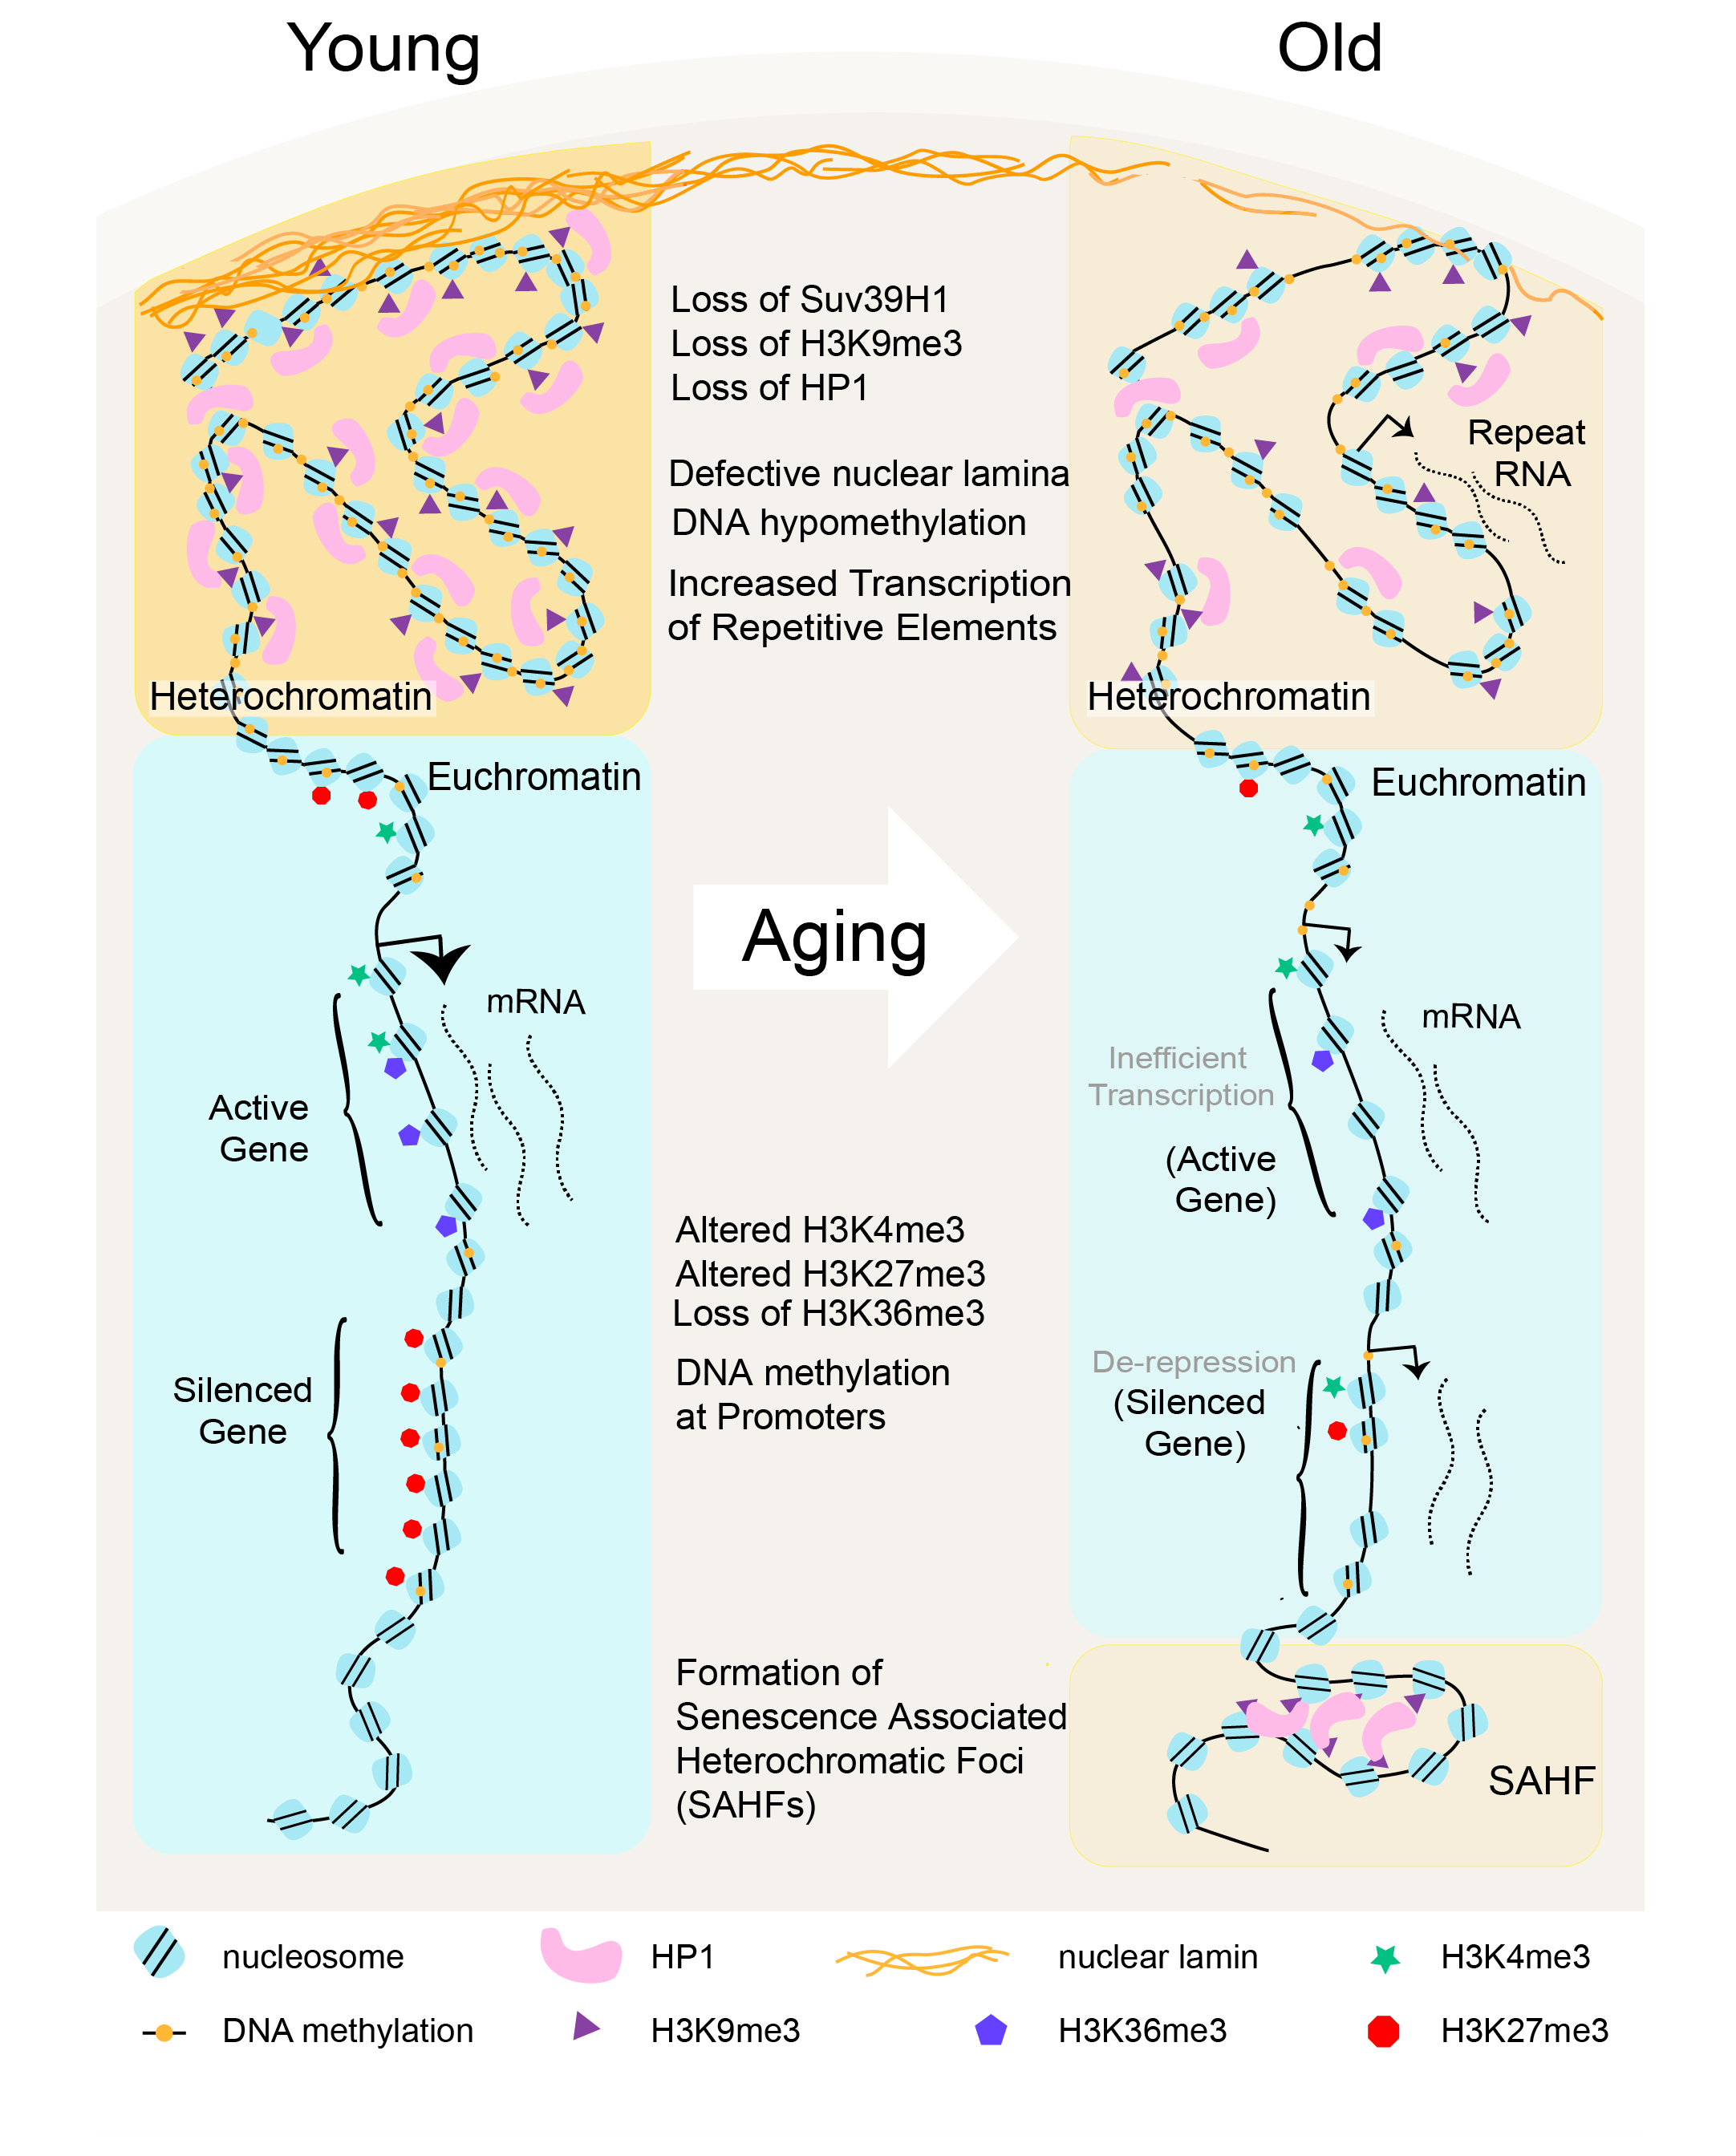 Young
Old
Loss of Suv39H1
Loss of H3K9me3
Loss of HP1
Defective nuclear lamina
DNA hypomethylation
Increased Transcription
of Repetitive Elements
Repeat
RNA
Heterochromatin
Heterochromatin
Euchromatin
Euchromatin
Aging
mRNA
Active
Gene
mRNA
Inefficient
Transcription
(Active
Gene)
Altered H3K4me3
Altered H3K27me3
Loss of H3K36me3
DNA methylation
at Promoters
Silenced
Gene
De-repression
(Silenced
Gene)
Formation of
Senescence Associated
Heterochromatic Foci
(SAHFs)
SAHF
nucleosome
HP1
nuclear lamin
H3K4me3
DNA methylation
H3K9me3
H3K36me3
H3K27me3